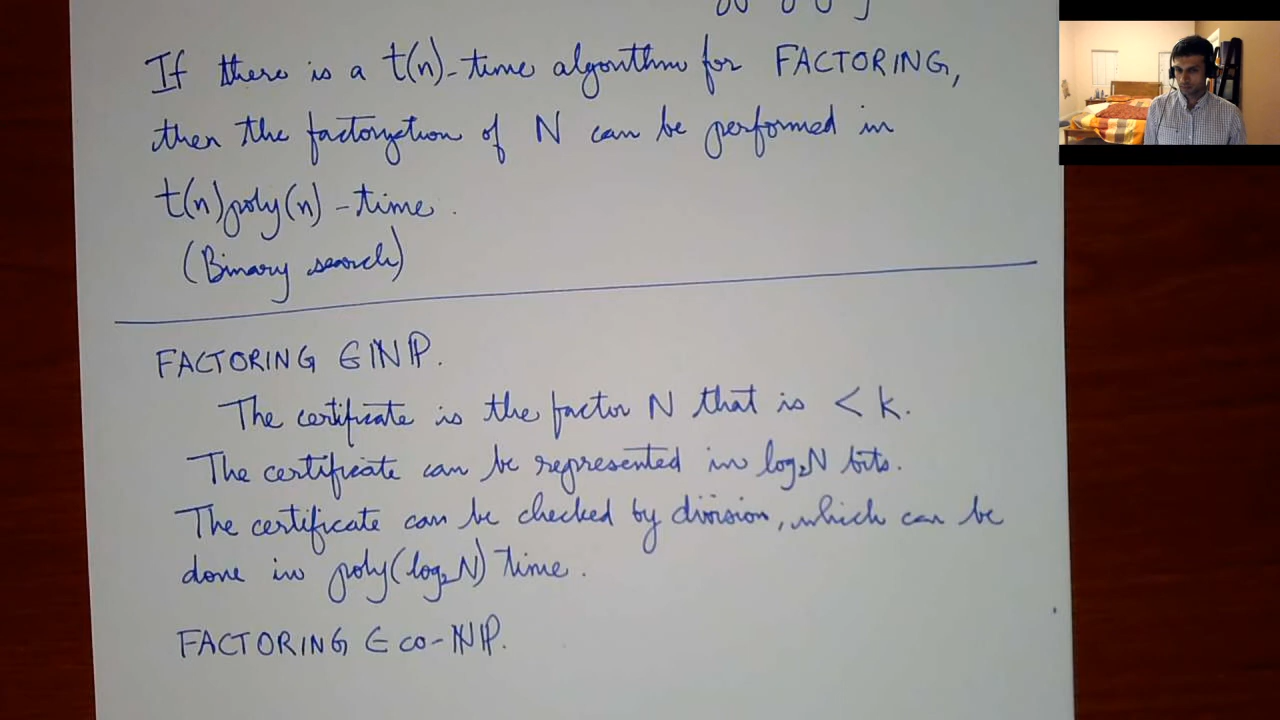 If there is a t(n)-time algorithm for FACTORING,
then the factorization of N can be performed in
t(n)poly(n)-time.
(Binary search)
FACTORING ∈ NP.
The certificate is the factor N that is < k.
The certificate can be represented in log₂N bits.
The certificate can be checked by division, which can be
done in poly(log₂N) time.
FACTORING ∈ co-NP.